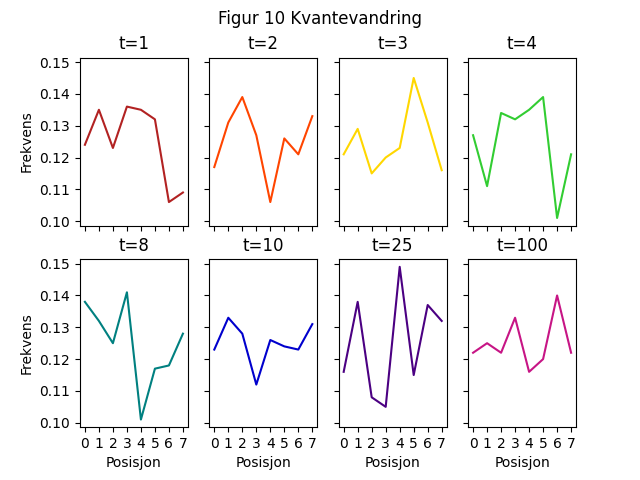 Figur 10 Kvantevandring
t=1 t=2 t=3 t=4
0.15
0.14
0.13
0.12
0.11
0.10
Frekvens
t=8 t=10 t=25 t=100
0.15
0.14
0.13
0.12
0.11
0.10
Frekvens
0 1 2 3 4 5 6 7 0 1 2 3 4 5 6 7 0 1 2 3 4 5 6 7 0 1 2 3 4 5 6 7
Posisjon Posisjon Posisjon Posisjon